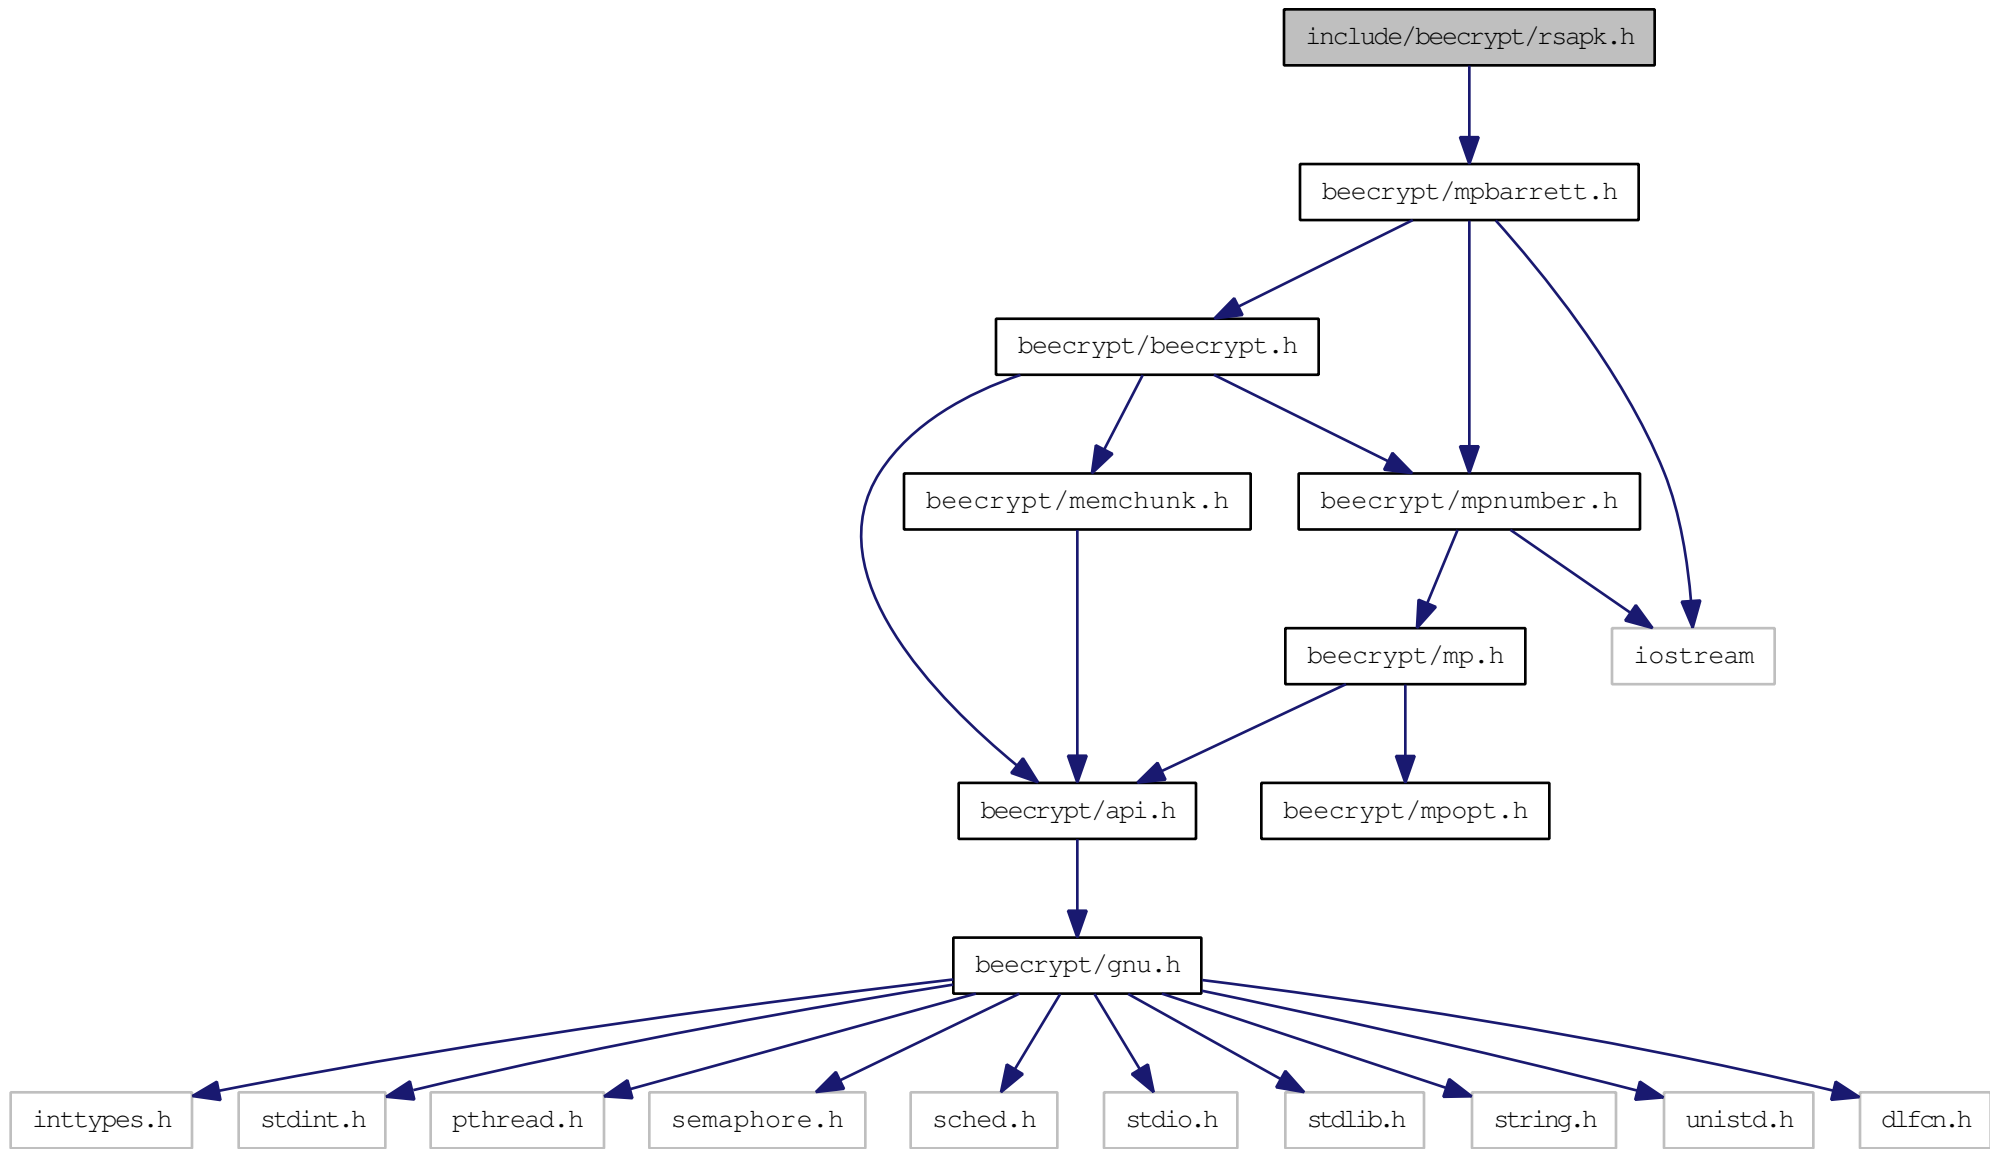 include/beecrypt/rsapk.h
beecrypt/mpbarrett.h
beecrypt/beecrypt.h
beecrypt/memchunk.h
beecrypt/mpnumber.h
beecrypt/mp.h
iostream
beecrypt/api.h
beecrypt/mpopt.h
beecrypt/gnu.h
inttypes.h
stdint.h
pthread.h
semaphore.h
sched.h
stdio.h
stdlib.h
string.h
unistd.h
dlfcn.h